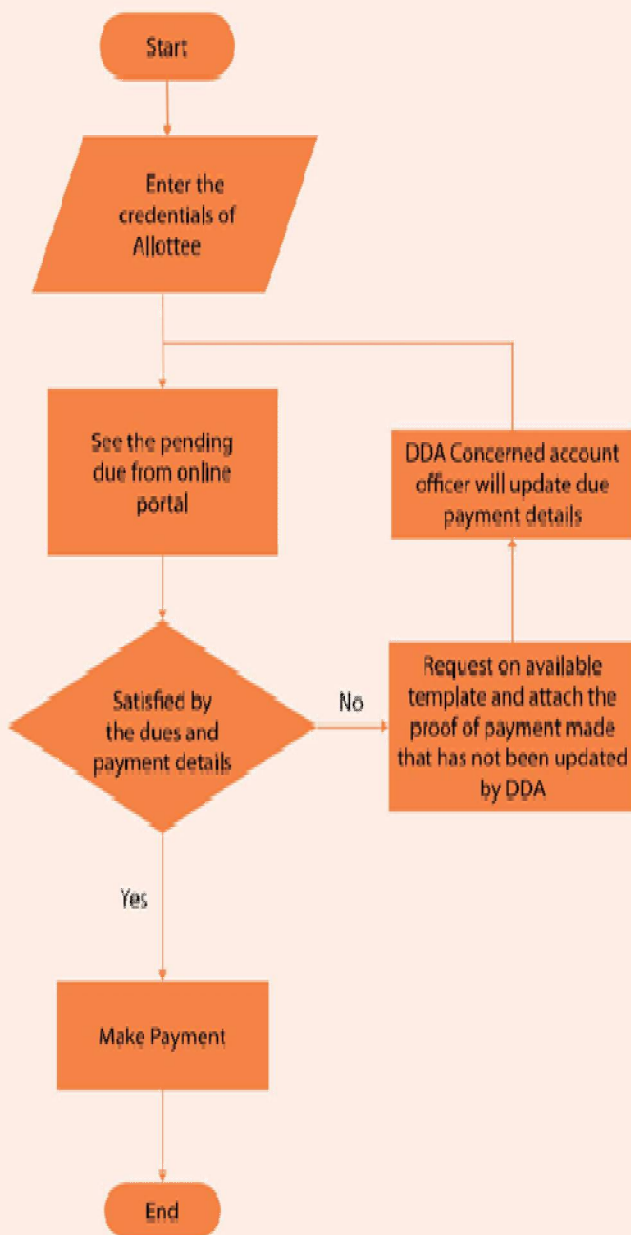 Start
Enter the
credentials of
Allottee
See the pending
due from online
portal
DDA Concerned account
officer will update due
payment details
Satisfied by
the dues and
payment details
No
Request on available
template and attach the
proof of payment made
that has not been updated
by DDA
Yes
Make Payment
End